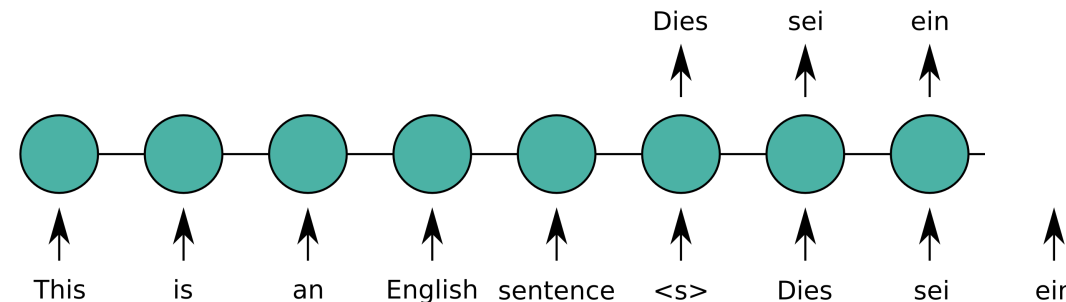 Dies sei ein
This is an English sentence <s> Dies sei